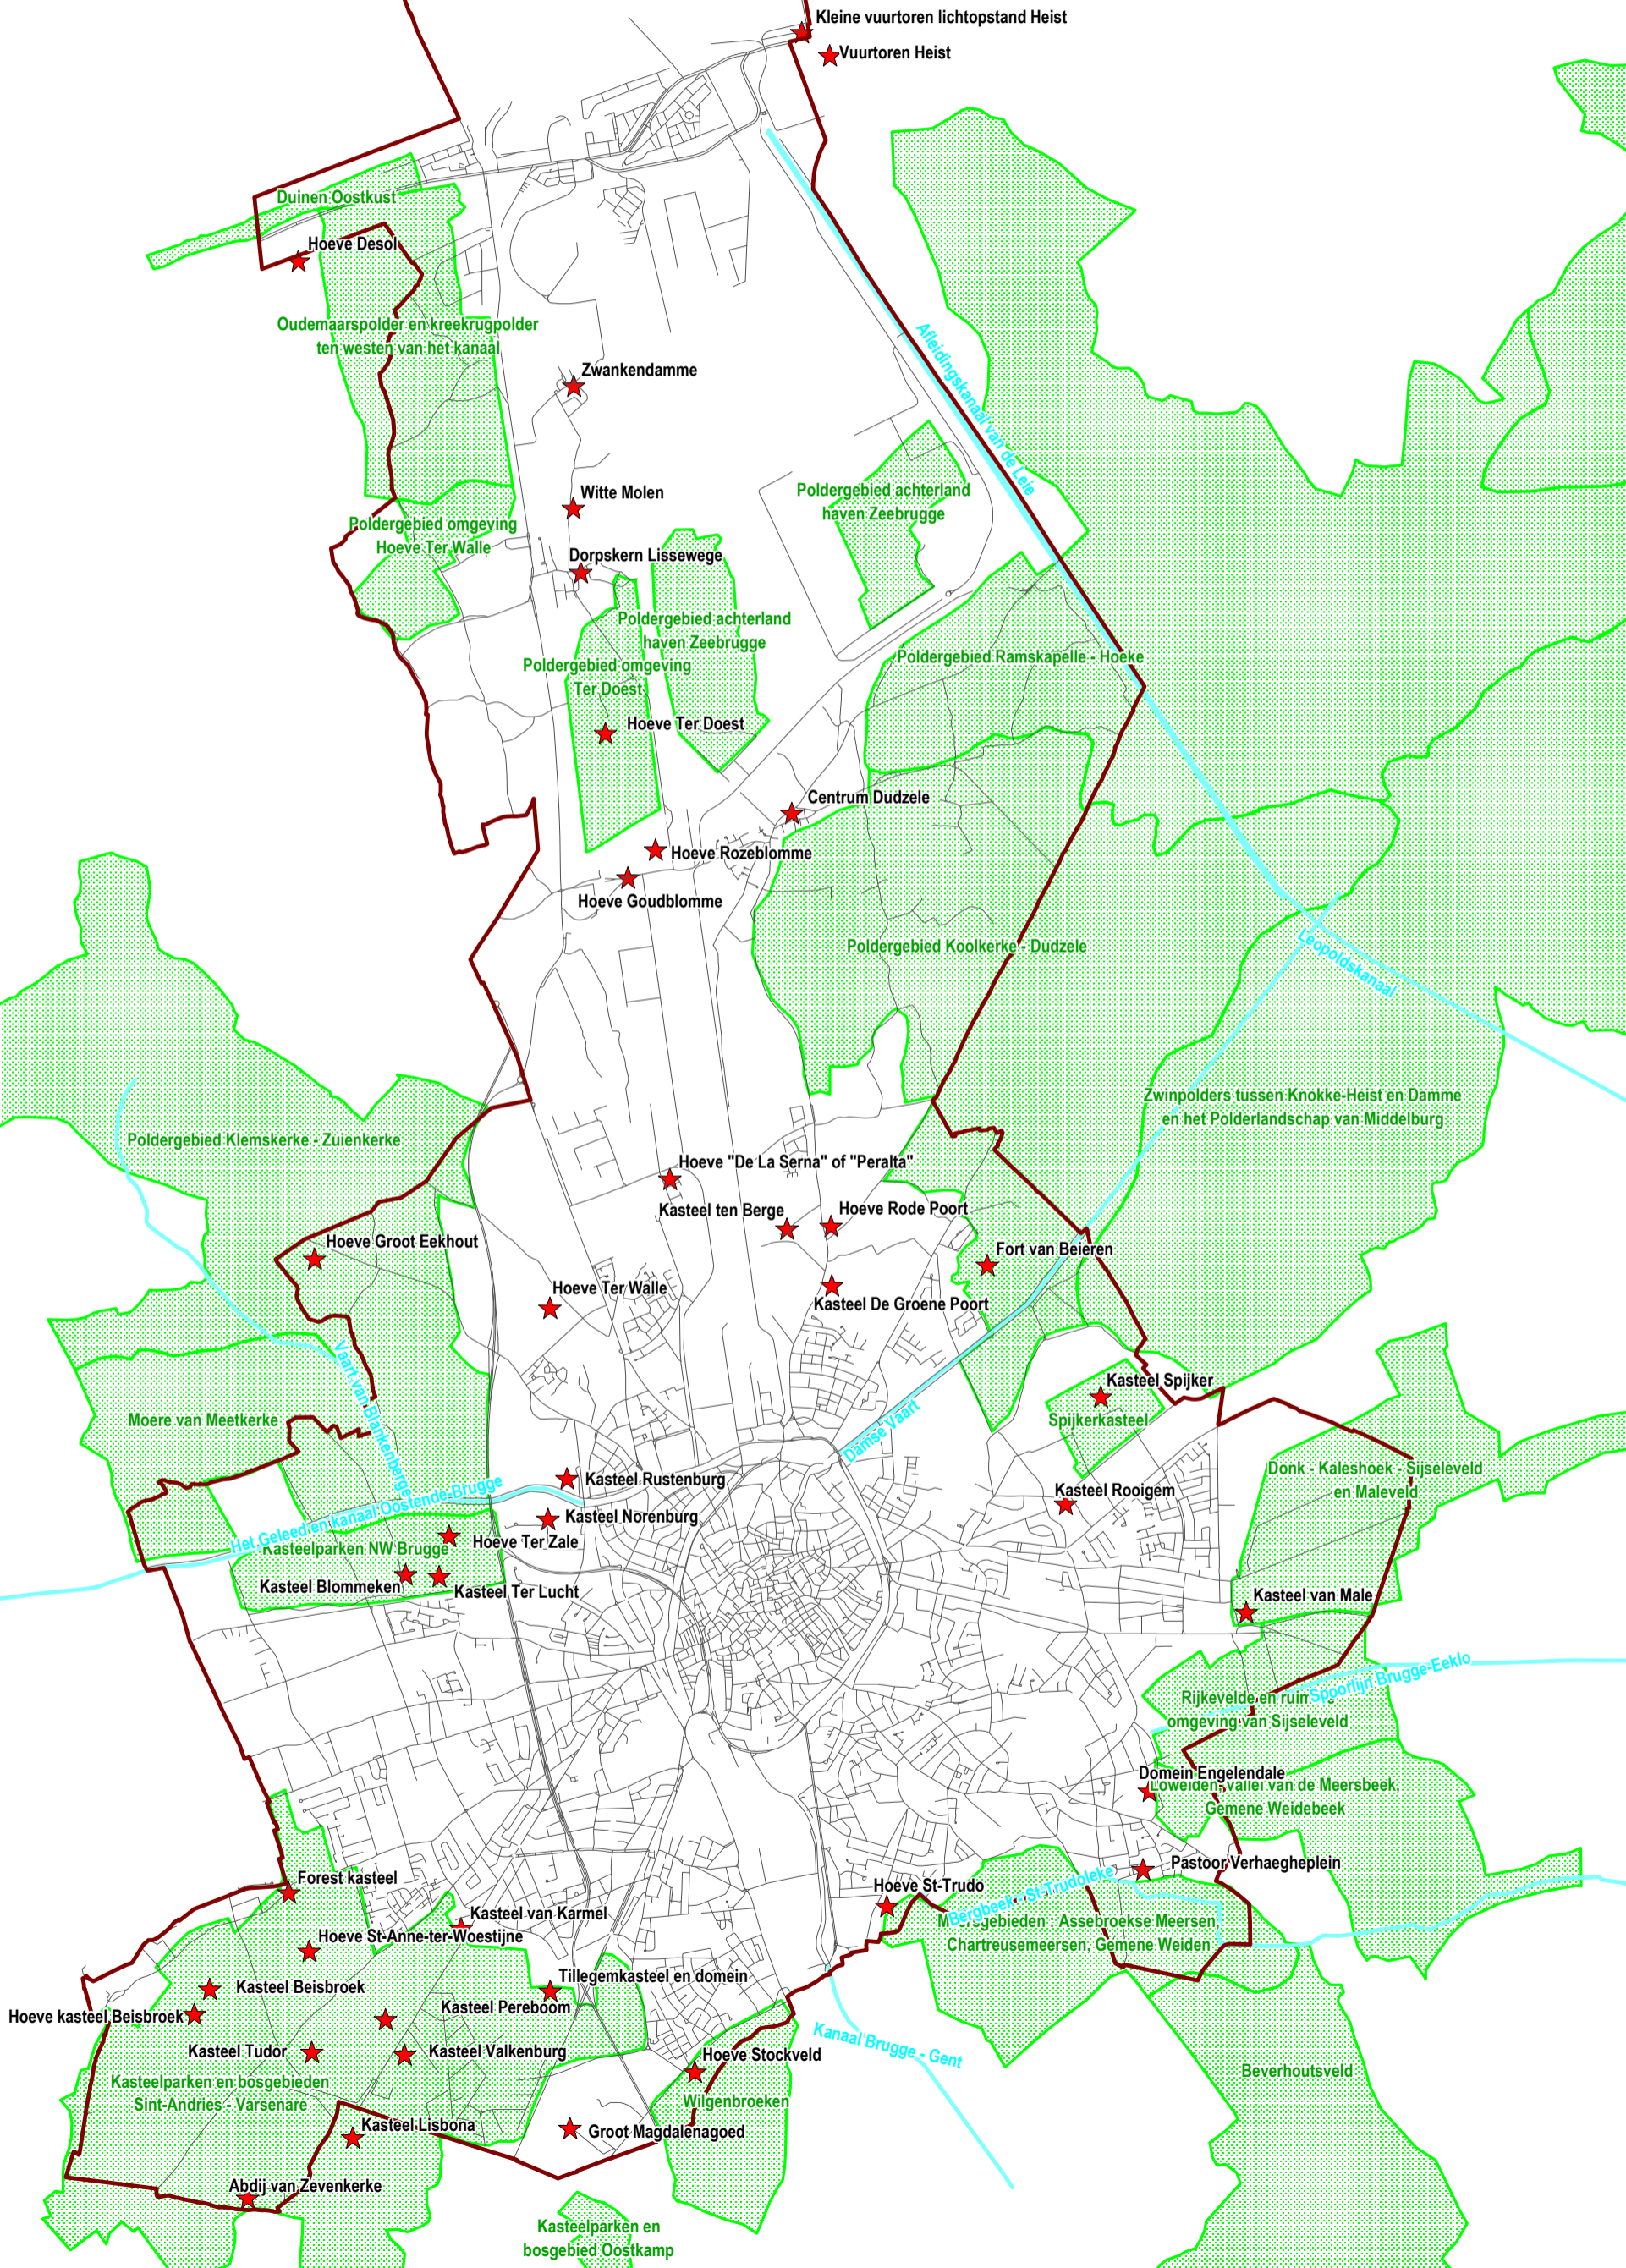 Kleine vuurtoren lichtopstand Heist
Vuurtoren Heist
Duinen Oostkust
Hoeve Desol
Oudemaarspolder en kreekrugpolder
ten westen van het kanaal
Afleidingskanaal van de Leie
Zwankendamme
Witte Molen
Poldergebied achterland
haven Zeebrugge
Poldergebied omgeving
Hoeve Ter Walle
Dorpskern Lissewege
Poldergebied achterland
haven Zeebrugge
Poldergebied omgeving
Ter Doest
Poldergebied Ramskapelle - Hoeke
Hoeve Ter Doest
Centrum Dudzele
Hoeve Rozeblomme
Hoeve Goudblomme
Poldergebied Koolkerke - Dudzele
Leopoldskanaal
Zwinpolders tussen Knokke-Heist en Damme
en het Polderlandschap van Middelburg
Poldergebied Klemskerke - Zuienkerke
Hoeve "De La Serna" of "Peralta"
Kasteel ten Berge
Hoeve Rode Poort
Hoeve Groot Eekhout
Fort van Beieren
Hoeve Ter Walle
Kasteel De Groene Poort
Vaart van Blankenberge
Kasteel Spijker
Spijkerkasteel
Moere van Meetkerke
Damse Vaart
Donk - Kaleshoek - Sijseleveld
en Maleveld
Kasteel Rustenburg
Kasteel Rooigem
Het Geleed en kanaal Oostende-Brugge
Kasteel Norenburg
Hoeve Ter Zale
Kasteelparken NW Brugge
Kasteel Blommeken
Kasteel Ter Lucht
Kasteel van Male
Spoorlijn Brugge-Eeklo
Rijkevelde en ruim
omgeving van Sijseleveld
Domein Engelendale
Loweiden, vallei van de Meersbeek,
Gemene Weidebeek
Pastoor Verhaegheplein
Forest kasteel
Hoeve St-Trudo
Bergbeek - St-Trudoleke
Kasteel van Karmel
Meersgebieden : Assebroekse Meersen,
Chartreusemeersen, Gemene Weiden
Hoeve St-Anne-ter-Woestijne
Tillegemkasteel en domein
Kasteel Beisbroek
Kasteel Pereboom
Hoeve kasteel Beisbroek
Kanaal Brugge - Gent
Kasteel Tudor
Kasteel Valkenburg
Hoeve Stockveld
Beverhoutsveld
Kasteelparken en bosgebieden
Sint-Andries - Varsenare
Wilgenbroeken
Kasteel Lisbona
Groot Magdalenagoed
Abdij van Zevenkerke
Kasteelparken en
bosgebied Oostkamp